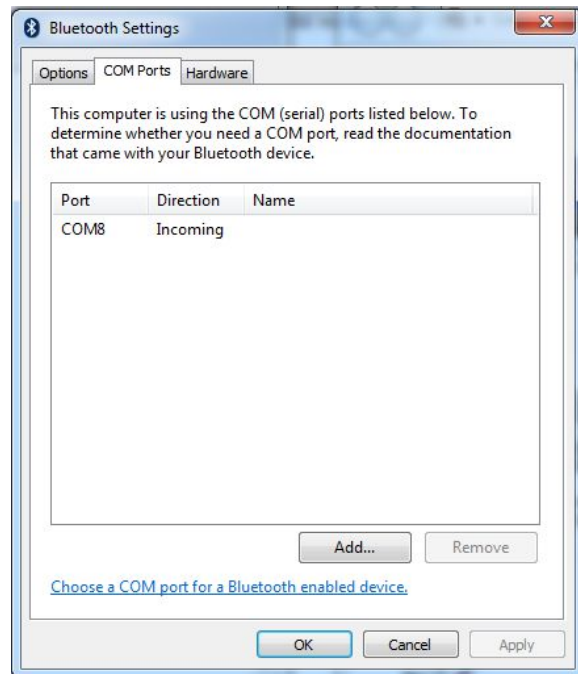 Bluetooth Settings
Options COM Ports Hardware
This computer is using the COM (serial) ports listed below. To
determine whether you need a COM port, read the documentation
that came with your Bluetooth device.
Port Direction Name
COM8 Incoming
Add... Remove
Choose a COM port for a Bluetooth enabled device.
OK Cancel Apply